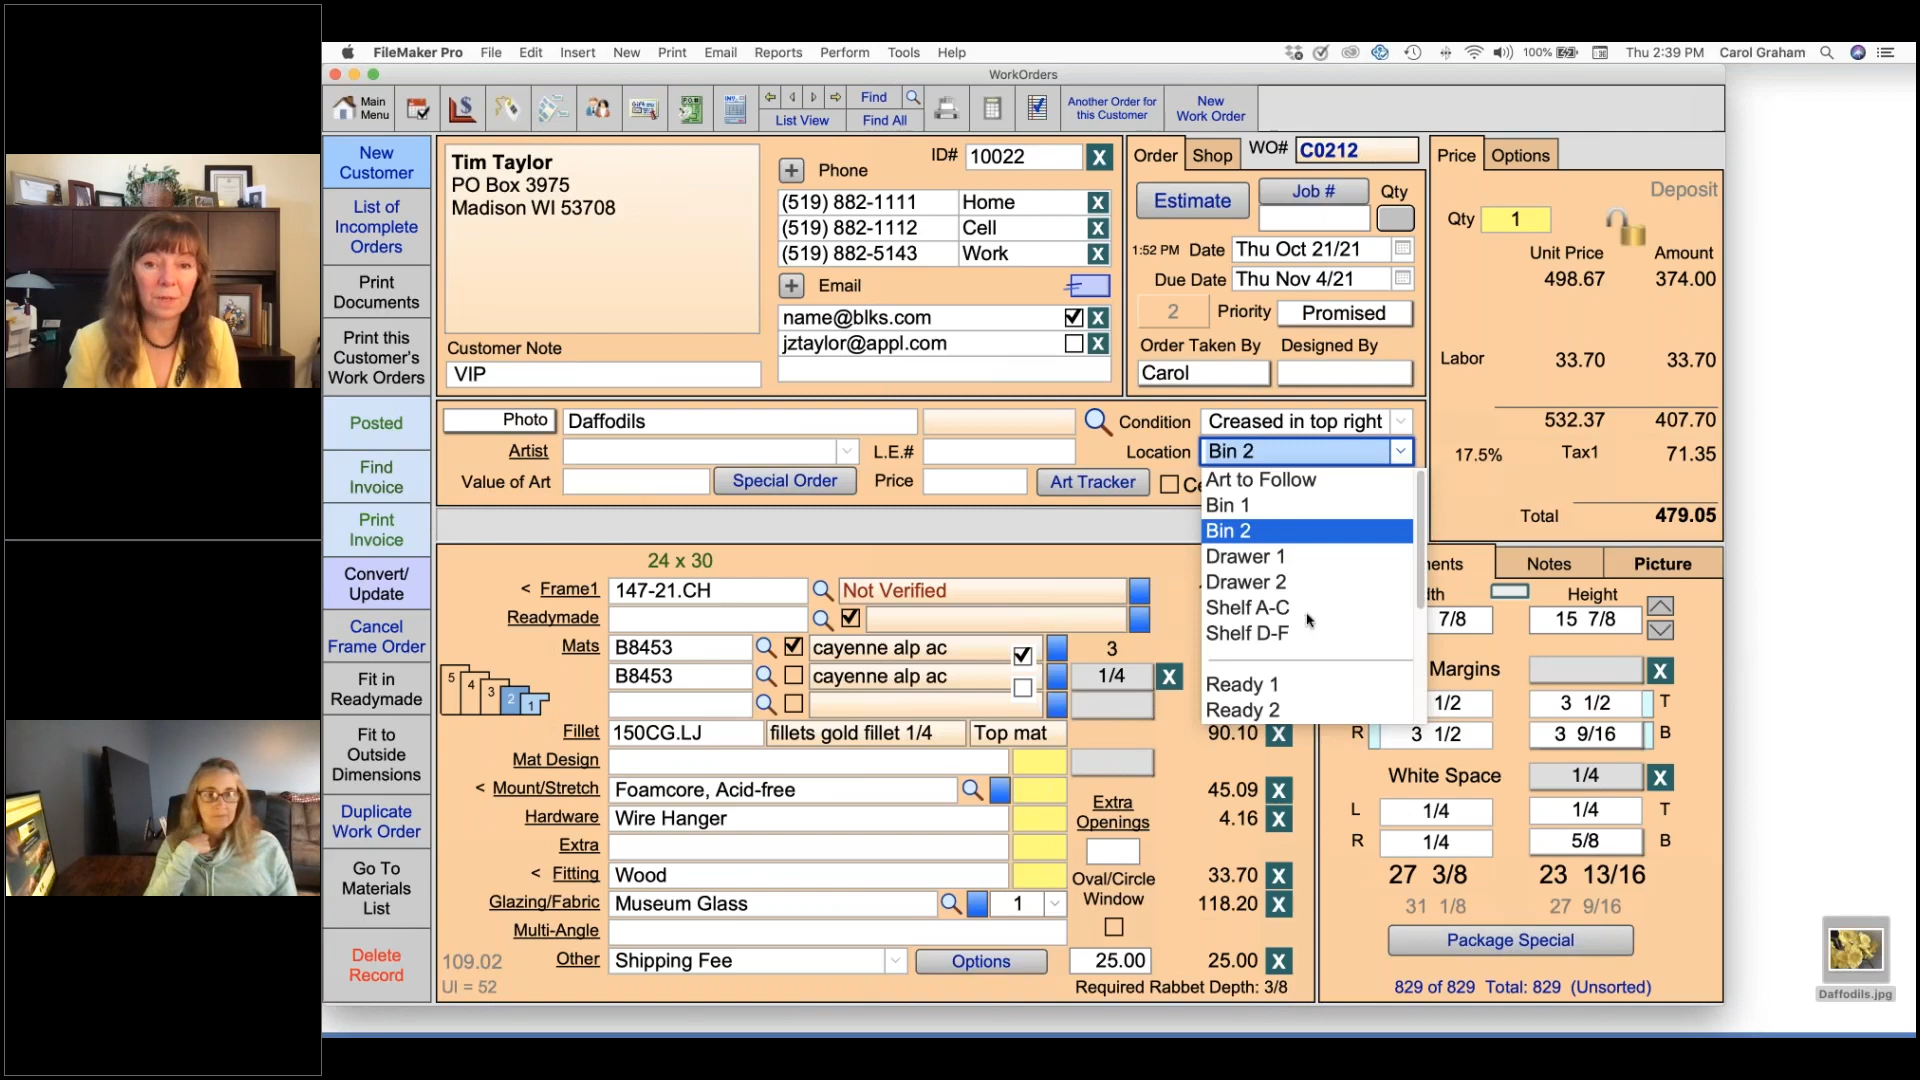 FileMaker Pro File Edit Insert New Print Email Reports Perform Tools Help 100% Thu 2:39 PM Carol Graham
WorkOrders
Main Menu
List View
Find
Find All
Another Order for this Customer
New Work Order
New Customer
List of Incomplete Orders
Print Documents
Print this Customer's Work Orders
Posted
Find Invoice
Print Invoice
Convert/ Update
Cancel Frame Order
Fit in Readymade
Fit to Outside Dimensions
Duplicate Work Order
Go To Materials List
Delete Record
Tim Taylor
PO Box 3975
Madison WI 53708
Customer Note
VIP
ID# 10022 X
+ Phone
(519) 882-1111 Home X
(519) 882-1112 Cell X
(519) 882-5143 Work X
+ Email
name@blks.com X
jztaylor@appl.com X
Order Shop WO# C0212
Estimate Job # Qty
1:52 PM Date Thu Oct 21/21
Due Date Thu Nov 4/21
2 Priority Promised
Order Taken By Designed By
Carol
Price Options
Deposit
Qty 1
Unit Price Amount
498.67 374.00
Labor 33.70 33.70
532.37 407.70
17.5% Tax1 71.35
Total 479.05
Photo Daffodils Condition Creased in top right
Artist L.E.# Location Bin 2
Value of Art Special Order Price Art Tracker Ce
Art to Follow
Bin 1
Bin 2
Drawer 1
Drawer 2
Shelf A-C
Shelf D-F
Ready 1
Ready 2
24 x 30
< Frame1 147-21.CH Not Verified
Readymade
Mats B8453 cayenne alp ac 3
B8453 cayenne alp ac 1/4 X
5 4 3 2 1
Fillet 150CG.LJ fillets gold fillet 1/4 Top mat 90.10 X
Mat Design
< Mount/Stretch Foamcore, Acid-free 45.09 X
Hardware Wire Hanger 4.16 X
Extra
Extra Openings
< Fitting Wood 33.70 X
Glazing/Fabric Museum Glass 1 118.20 X
Oval/Circle Window
Multi-Angle
109.02 Other Shipping Fee Options 25.00 25.00 X
UI = 52 Required Rabbet Depth: 3/8
ments Notes Picture
dth Height
7/8 15 7/8
Margins X
1/2 3 1/2 T
R 3 1/2 3 9/16 B
White Space 1/4 X
L 1/4 1/4 T
R 1/4 5/8 B
27 3/8 23 13/16
31 1/8 27 9/16
Package Special
829 of 829 Total: 829 (Unsorted)
Daffodils.jpg